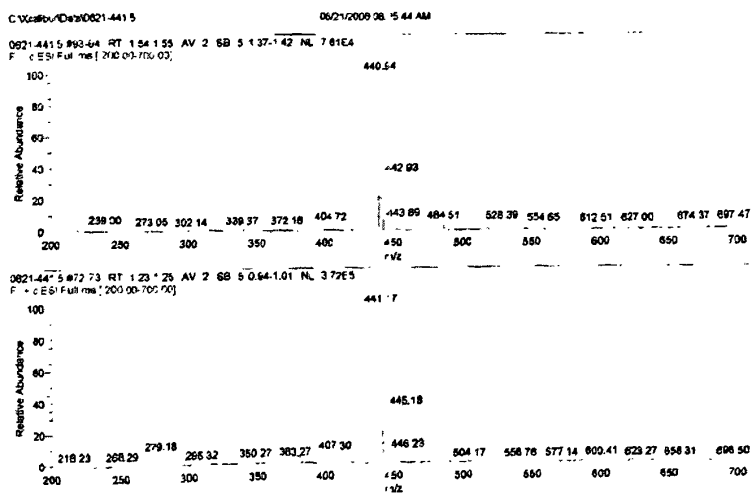 C:\Xcalibur\Data\0621-441 5 06/21/2006 08 15 44 AM
0621-441 5 #93-94 RT 1 54-1 55 AV 2 SB 5 1 37-1 42 NL 7 61E4
F + c ESI Full ms [ 200.00-700.00]
440.94
100
80
60
40
20
0
Relative Abundance
442 93
239.00 273.05 302 14 339.37 372 18 404 72 443 89 484 51 528 39 554 65 612 51 627 00 674 37 697 47
200 250 300 350 400 450 500 550 600 650 700
m/z
0621-441 5 #72 73 RT 1 23-1 25 AV 2 SB 5 0.94-1.01 NL 3 72E5
F + c ESI Full ms [ 200 00-700 00]
441 17
100
80
60
40
20
0
Relative Abundance
445.18
218 23 268.29 279.18 295 32 350 27 383,27 407 30 446 23 504 17 558 76 577 14 600.41 623 27 658 31 698 50
200 250 300 350 400 450 500 550 600 650 700
m/z